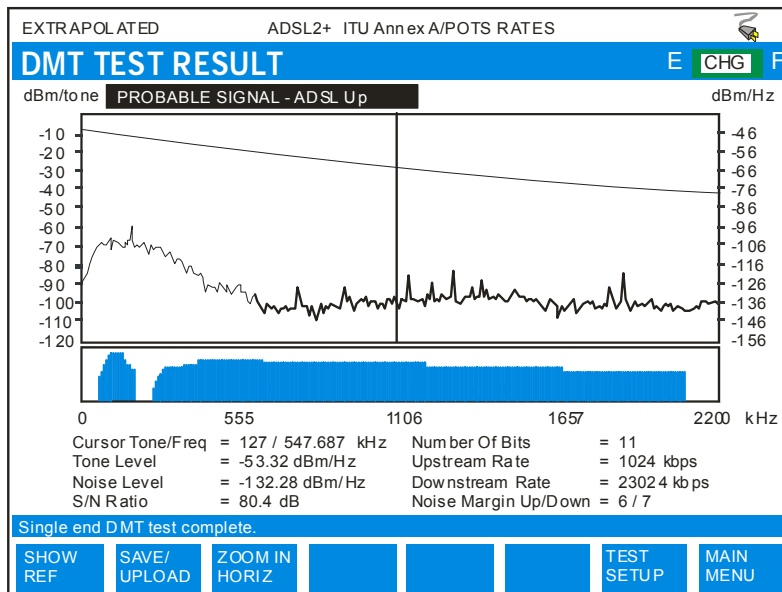 EXTRAPOLATED ADSL2+ ITU Annex A/POTS RATES
DMT TEST RESULT E CHG F
dBm/tone PROBABLE SIGNAL - ADSL Up dBm/Hz
-10 -46
-20 -56
-30 -66
-40 -76
-50 -86
-60 -96
-70 -106
-80 -116
-90 -126
-100 -136
-110 -146
-120 -156
0 555 1106 1657 2200 kHz
Cursor Tone/Freq = 127 / 547.687 kHz Number Of Bits = 11
Tone Level = -53.32 dBm/Hz Upstream Rate = 1024 kbps
Noise Level = -132.28 dBm/Hz Downstream Rate = 23024 kbps
S/N Ratio = 80.4 dB Noise Margin Up/Down = 6 / 7
Single end DMT test complete.
SHOW REF SAVE/ UPLOAD ZOOM IN HORIZ TEST SETUP MAIN MENU